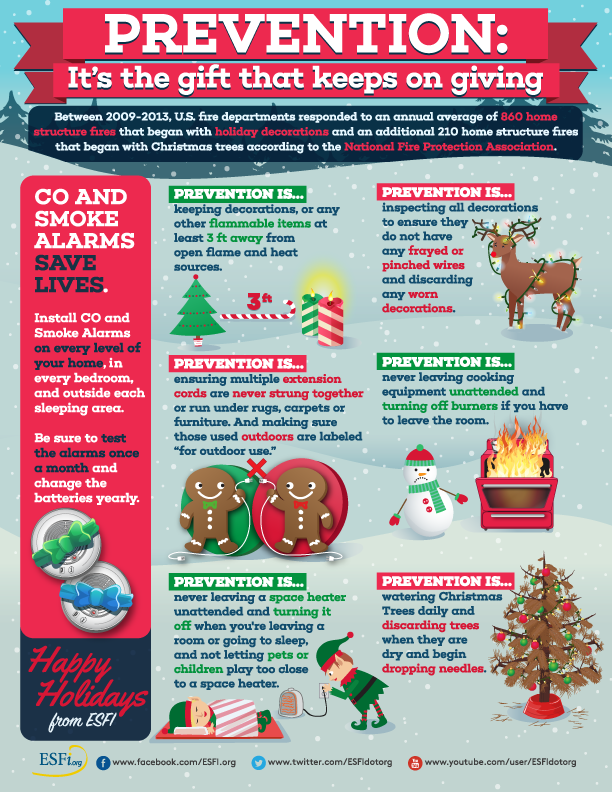 PREVENTION:
It's the gift that keeps on giving
Between 2009-2013, U.S. fire departments responded to an annual average of 860 home
structure fires that began with holiday decorations and an additional 210 home structure fires
that began with Christmas trees according to the National Fire Protection Association.
CO AND
SMOKE
ALARMS
SAVE
LIVES.
Install CO and
Smoke Alarms
on every level of
your home, in
every bedroom,
and outside each
sleeping area.
Be sure to test
the alarms once
a month and
change the
batteries yearly.
Happy
Holidays
from ESFI
PREVENTION IS...
keeping decorations, or any
other flammable items at
least 3 ft away from
open flame and heat
sources.
3ft
PREVENTION IS...
inspecting all decorations
to ensure they
do not have
any frayed or
pinched wires
and discarding
any worn
decorations.
PREVENTION IS...
ensuring multiple extension
cords are never strung together
or run under rugs, carpets or
furniture. And making sure
those used outdoors are labeled
"for outdoor use."
PREVENTION IS...
never leaving cooking
equipment unattended and
turning off burners if you have
to leave the room.
PREVENTION IS...
never leaving a space heater
unattended and turning it
off when you're leaving a
room or going to sleep,
and not letting pets or
children play too close
to a space heater.
PREVENTION IS...
watering Christmas
Trees daily and
discarding trees
when they are
dry and begin
dropping needles.
ESFi.org
www.facebook.com/ESFI.org
www.twitter.com/ESFIdotorg
You Tube
www.youtube.com/user/ESFIdotorg